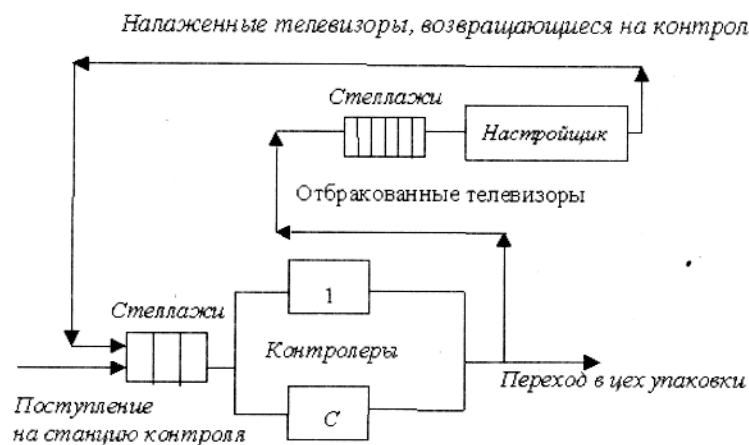 Налаженные телевизоры, возвращающиеся на контрол
Стеллажи
Настройщик
Отбракованные телевизоры
1
Стеллажи
Контролеры
Переход в цех упаковки
Поступление
на станцию контроля
C